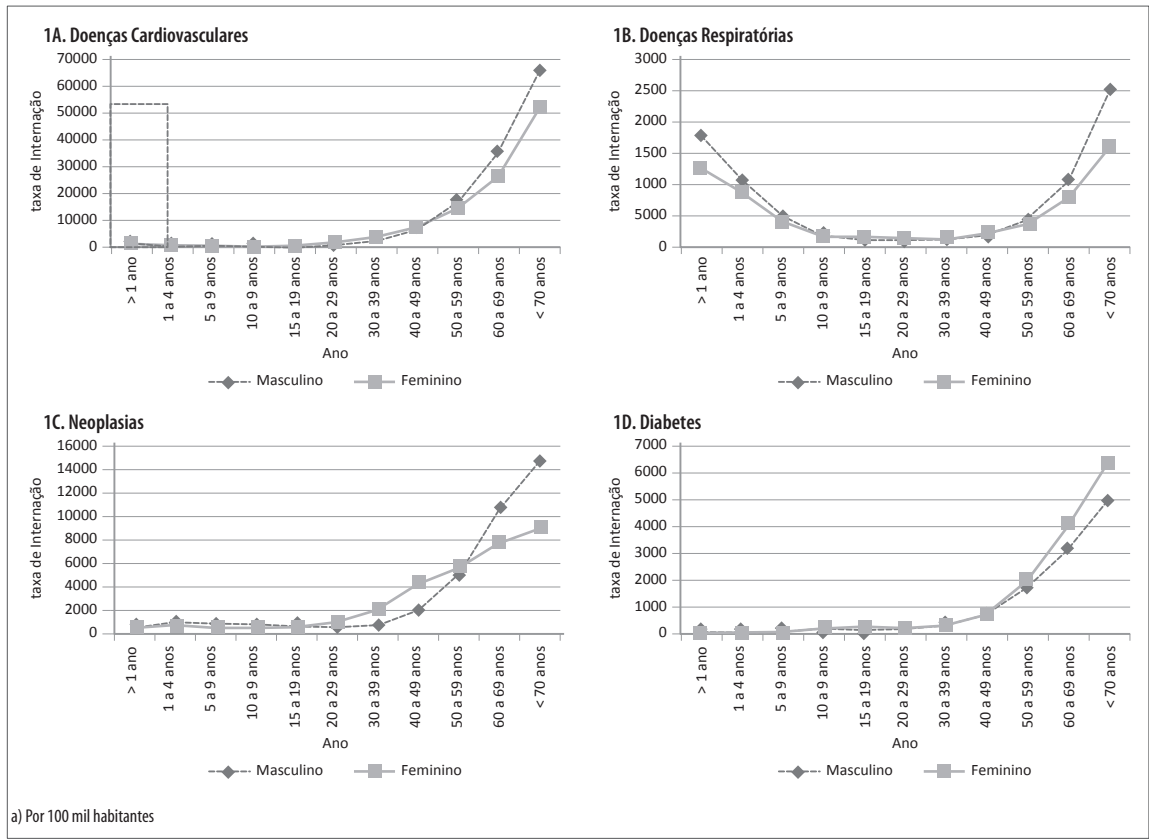 1A. Doenças Cardiovasculares
taxa de Internação
70000
60000
50000
40000
30000
20000
10000
0
> 1 ano
1 a 4 anos
5 a 9 anos
10 a 9 anos
15 a 19 anos
20 a 29 anos
30 a 39 anos
40 a 49 anos
50 a 59 anos
60 a 69 anos
< 70 anos
Ano
Masculino Feminino
1B. Doenças Respiratórias
taxa de Internação
3000
2500
2000
1500
1000
5000
0
> 1 ano
1 a 4 anos
5 a 9 anos
10 a 9 anos
15 a 19 anos
20 a 29 anos
30 a 39 anos
40 a 49 anos
50 a 59 anos
60 a 69 anos
< 70 anos
Ano
Masculino Feminino
1C. Neoplasias
taxa de Internação
16000
14000
12000
10000
8000
6000
4000
2000
0
> 1 ano
1 a 4 anos
5 a 9 anos
10 a 9 anos
15 a 19 anos
20 a 29 anos
30 a 39 anos
40 a 49 anos
50 a 59 anos
60 a 69 anos
< 70 anos
Ano
Masculino Feminino
1D. Diabetes
taxa de Internação
7000
6000
5000
4000
3000
2000
1000
0
> 1 ano
1 a 4 anos
5 a 9 anos
10 a 9 anos
15 a 19 anos
20 a 29 anos
30 a 39 anos
40 a 49 anos
50 a 59 anos
60 a 69 anos
< 70 anos
Ano
Masculino Feminino
a) Por 100 mil habitantes